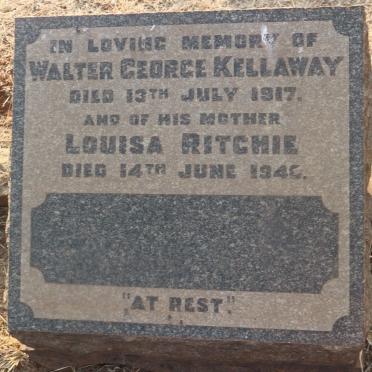 IN LOVING MEMORY OF
WALTER GEORGE KELLAWAY
DIED 13TH JULY 1917.
AND OF HIS MOTHER
LOUISA RITCHIE
DIED 14TH JUNE 1946.
"AT REST."